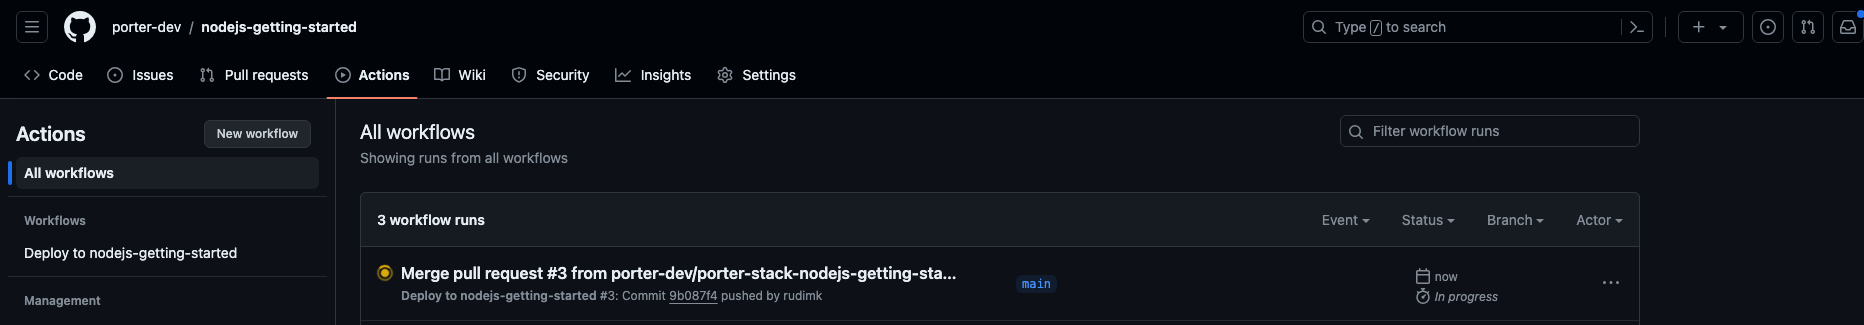 porter-dev / nodejs-getting-started
Type / to search
Code Issues Pull requests Actions Wiki Security Insights Settings
Actions
New workflow
All workflows
Workflows
Deploy to nodejs-getting-started
Management
All workflows
Showing runs from all workflows
Filter workflow runs
3 workflow runs
Event Status Branch Actor
Merge pull request #3 from porter-dev/porter-stack-nodejs-getting-sta...
Deploy to nodejs-getting-started #3: Commit 9b087f4 pushed by rudimk
main
now
In progress